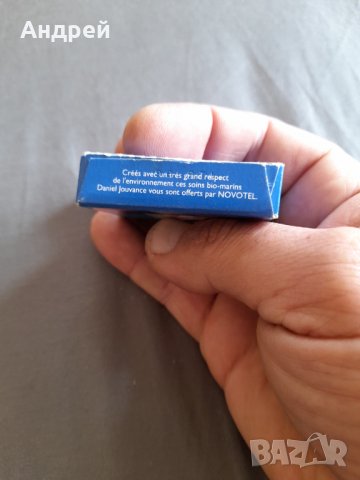 Андрей
Créés avec un très grand respect
de l'environnement ces soins bio-marins
Daniel Jouvance vous sont offerts par NOVOTEL.
BAZAR